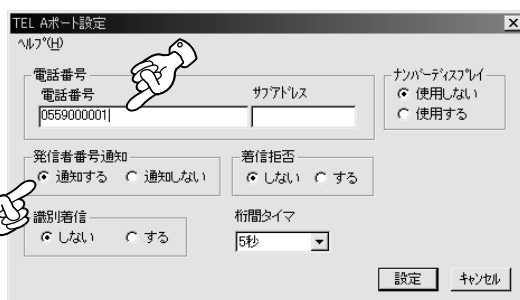 TEL Aポート設定
ヘルプ(H)
電話番号
電話番号 サブアドレス
0559000001
ナンバーディスプレイ
使用しない
使用する
発信者番号通知
通知する 通知しない
着信拒否
しない する
識別着信
しない する
桁間タイマ
5秒
設定 キャンセル